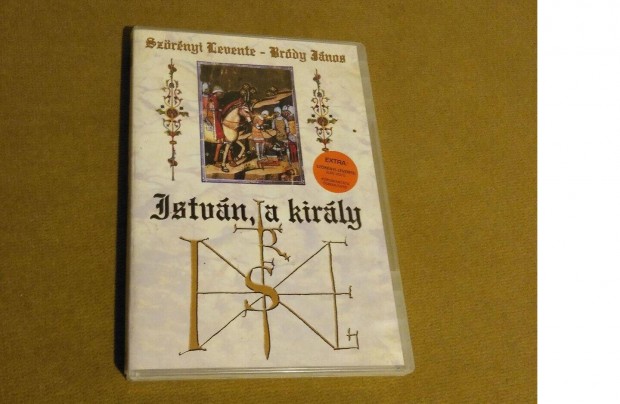 Szörényi Levente - Bródy János
EXTRA
István, a király